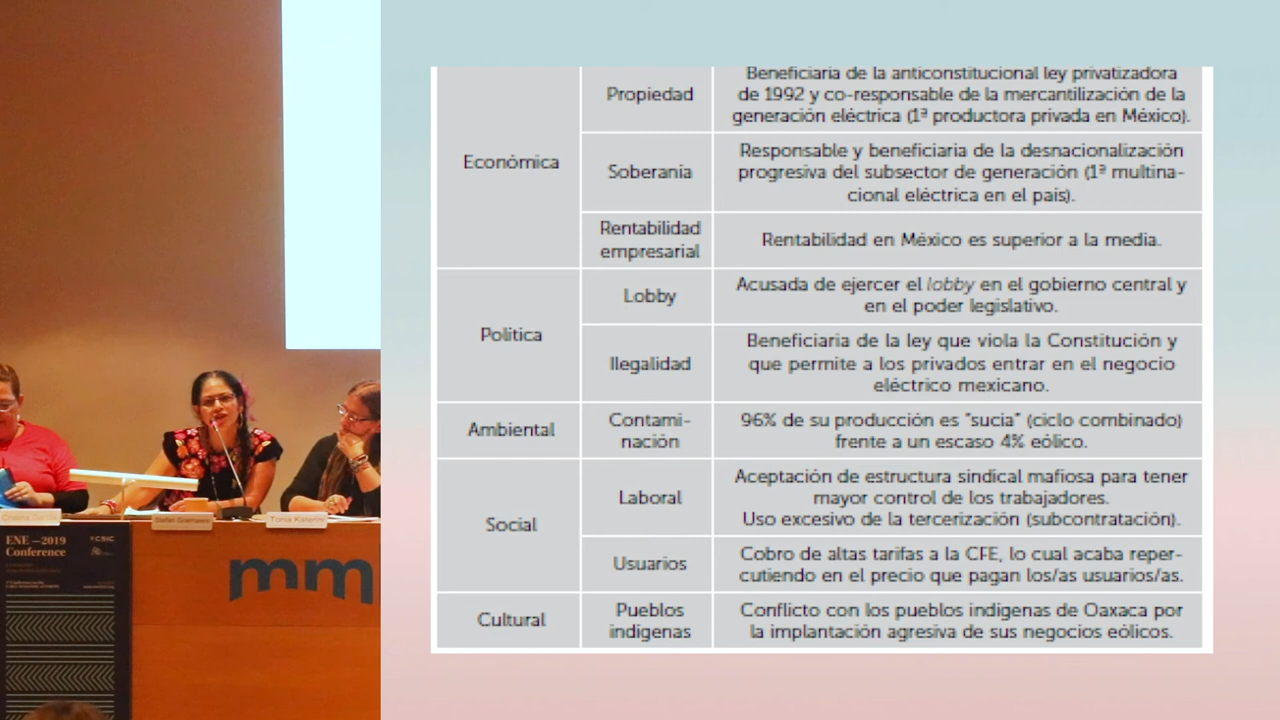 Beneficiaria de la anticonstitucional ley privatizadora
Propiedad
de 1992 y co-responsable de la mercantilización de la
generación eléctrica (1ª productora privada en México).
Económica
Soberanía
Responsable y beneficiaria de la desnacionalización
progresiva del subsector de generación (1ª multina-
cional eléctrica en el país).
Rentabilidad
empresarial
Rentabilidad en México es superior a la media.
Política
Lobby
Acusada de ejercer el lobby en el gobierno central y
en el poder legislativo.
Ilegalidad
Beneficiaria de la ley que viola la Constitución y
que permite a los privados entrar en el negocio
eléctrico mexicano.
Ambiental
Contami-
nación
96% de su producción es "sucia" (ciclo combinado)
frente a un escaso 4% eólico.
Social
Laboral
Aceptación de estructura sindical mafiosa para tener
mayor control de los trabajadores.
Uso excesivo de la tercerización (subcontratación).
Usuarios
Cobro de altas tarifas a la CFE, lo cual acaba reper-
cutiendo en el precio que pagan los/as usuarios/as.
Cultural
Pueblos
indígenas
Conflicto con los pueblos indígenas de Oaxaca por
la implantación agresiva de sus negocios eólicos.
ENE —2019
Conference
CSIC
mm